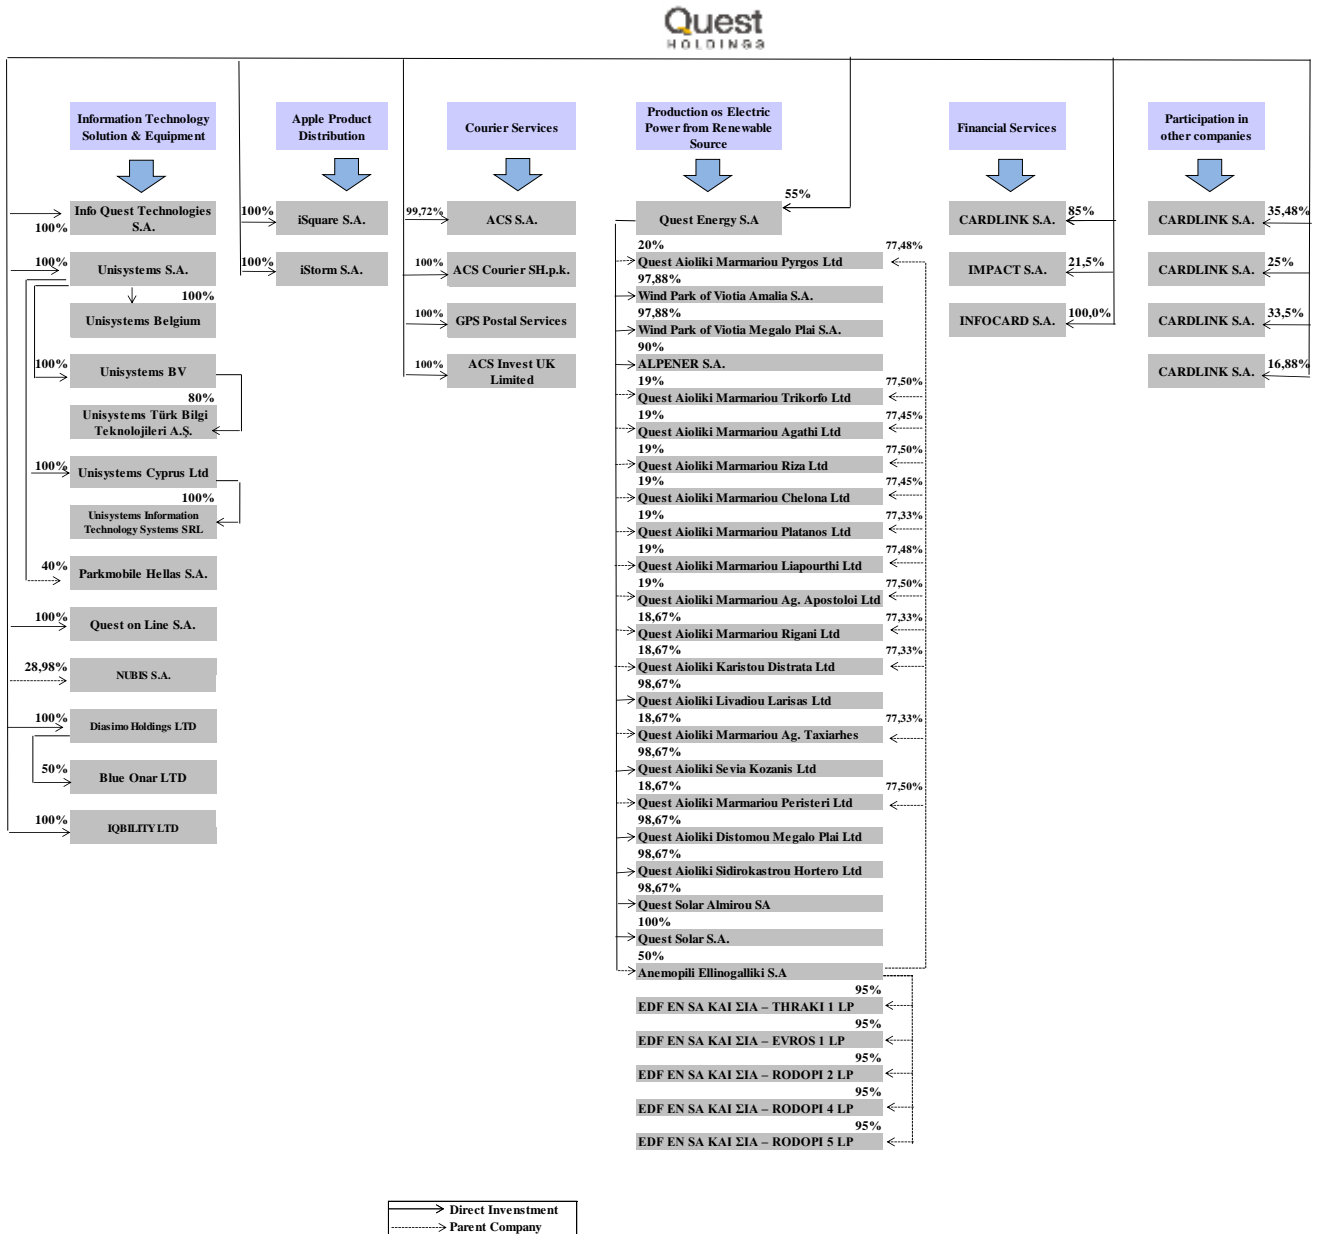 Quest
HOLDINGS
Information Technology
Solution & Equipment
Info Quest Technologies
S.A.
100%
100%
Unisystems S.A.
100%
Unisystems Belgium
100%
Unisystems BV
80%
Unisystems Türk Bilgi
Teknolojileri A.Ş.
100%
Unisystems Cyprus Ltd
100%
Unisystems Information
Technology Systems SRL
40%
Parkmobile Hellas S.A.
100%
Quest on Line S.A.
28,98%
NUBIS S.A.
100%
Diasimo Holdings LTD
50%
Blue Onar LTD
100%
IQBILITY LTD
Apple Product
Distribution
100%
iSquare S.A.
100%
iStorm S.A.
Courier Services
99,72%
ACS S.A.
100%
ACS Courier SH.p.k.
100%
GPS Postal Services
100%
ACS Invest UK
Limited
Production os Electric
Power from Renewable
Source
55%
Quest Energy S.A
20%
77,48%
Quest Aioliki Marmariou Pyrgos Ltd
97,88%
Wind Park of Viotia Amalia S.A.
97,88%
Wind Park of Viotia Megalo Plai S.A.
90%
ALPENER S.A.
19%
77,50%
Quest Aioliki Marmariou Trikorfo Ltd
19%
77,45%
Quest Aioliki Marmariou Agathi Ltd
19%
77,50%
Quest Aioliki Marmariou Riza Ltd
19%
77,45%
Quest Aioliki Marmariou Chelona Ltd
19%
77,33%
Quest Aioliki Marmariou Platanos Ltd
19%
77,48%
Quest Aioliki Marmariou Liapourthi Ltd
19%
77,50%
Quest Aioliki Marmariou Ag. Apostoloi Ltd
18,67%
77,33%
Quest Aioliki Marmariou Rigani Ltd
18,67%
77,33%
Quest Aioliki Karistou Distrata Ltd
98,67%
Quest Aioliki Livadiou Larisas Ltd
18,67%
77,33%
Quest Aioliki Marmariou Ag. Taxiarhes
98,67%
Quest Aioliki Sevia Kozanis Ltd
18,67%
77,50%
Quest Aioliki Marmariou Peristeri Ltd
98,67%
Quest Aioliki Distomou Megalo Plai Ltd
98,67%
Quest Aioliki Sidirokastrou Hortero Ltd
98,67%
Quest Solar Almirou SA
100%
Quest Solar S.A.
50%
Anemopili Ellinogalliki S.A
95%
EDF EN SA ΚΑΙ ΣΙΑ – THRAKI 1 LP
95%
EDF EN SA ΚΑΙ ΣΙΑ – EVROS 1 LP
95%
EDF EN SA ΚΑΙ ΣΙΑ – RODOPI 2 LP
95%
EDF EN SA ΚΑΙ ΣΙΑ – RODOPI 4 LP
95%
EDF EN SA ΚΑΙ ΣΙΑ – RODOPI 5 LP
Financial Services
CARDLINK S.A.
85%
IMPACT S.A.
21,5%
INFOCARD S.A.
100,0%
Participation in
other companies
CARDLINK S.A.
35,48%
CARDLINK S.A.
25%
CARDLINK S.A.
33,5%
CARDLINK S.A.
16,88%
Direct Invenstment
Parent Company